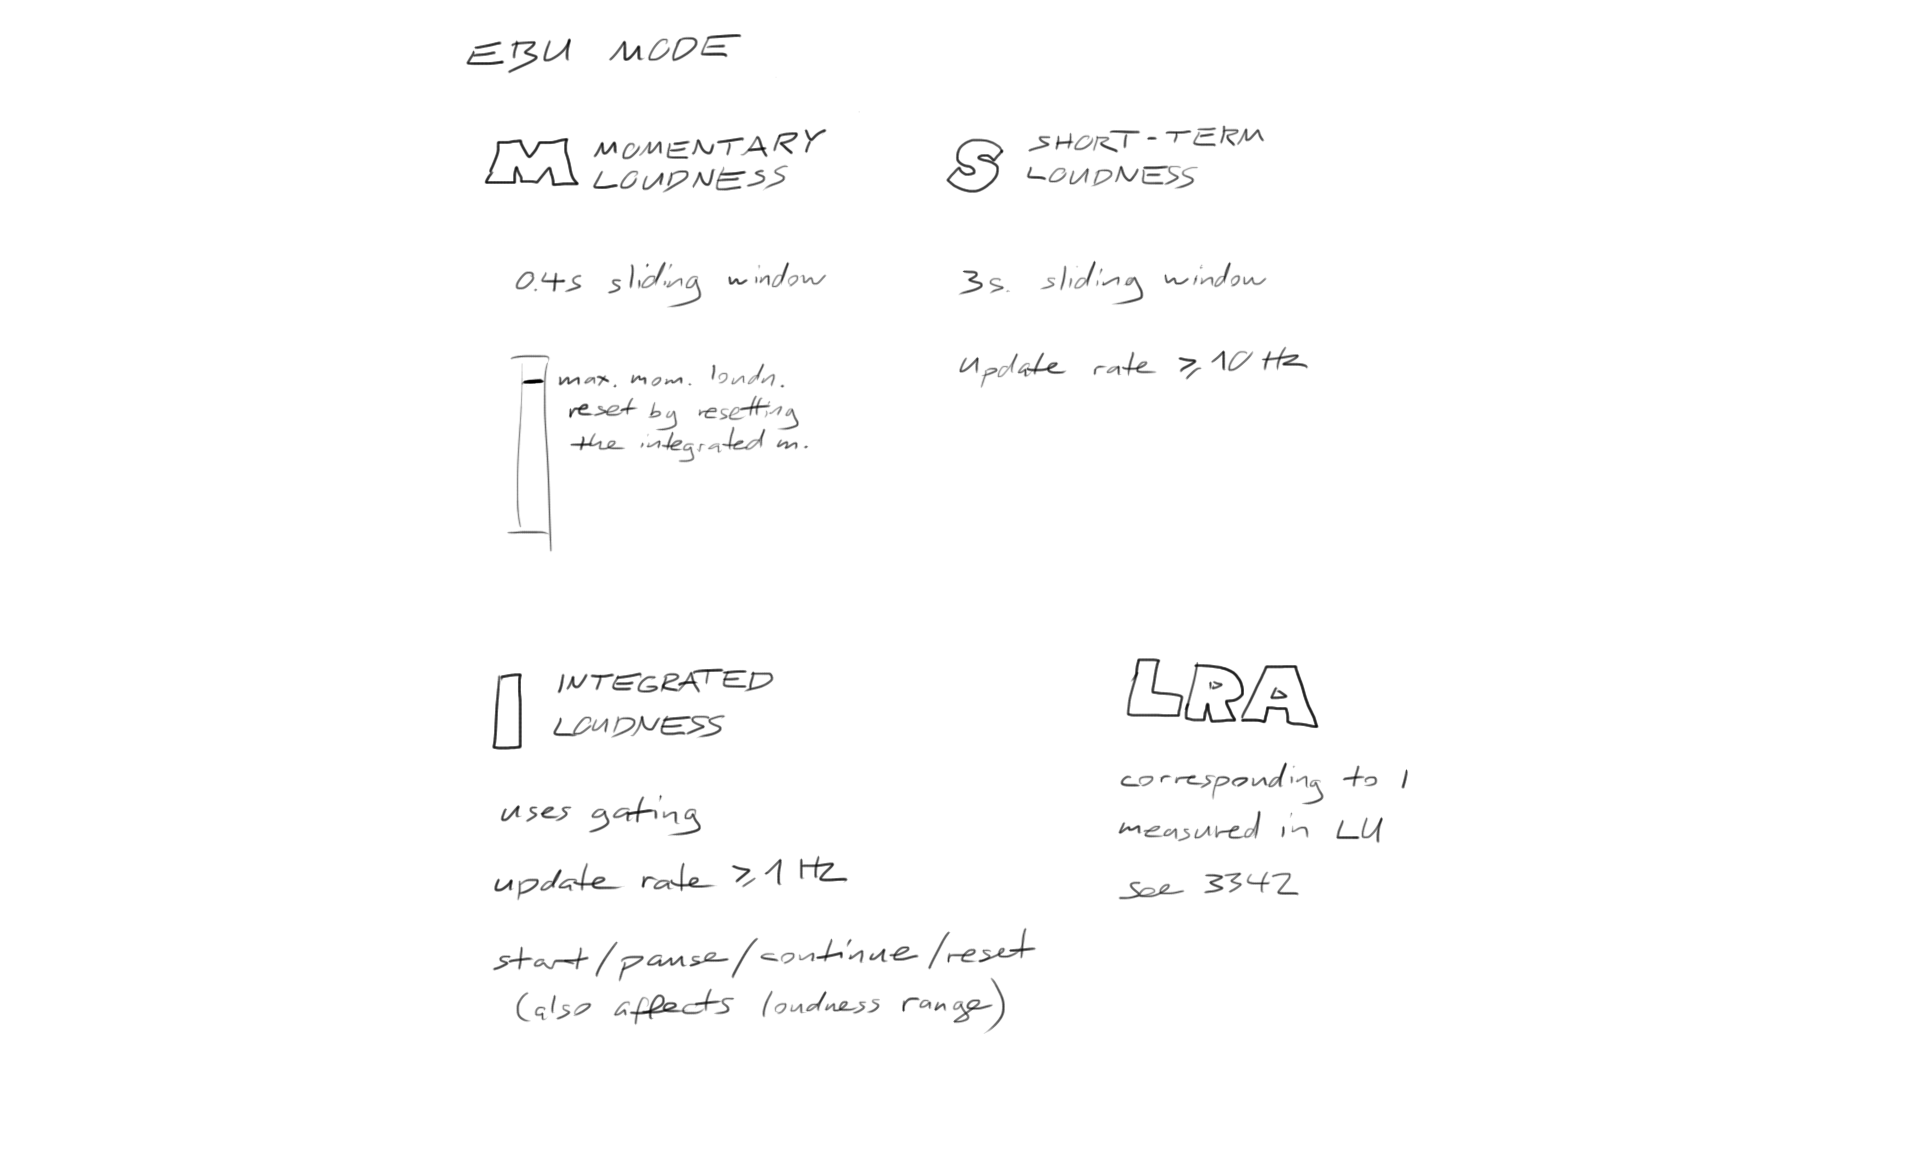 EBU MODE
M MOMENTARY
LOUDNESS
0.4s sliding window
max. mom. loudn.
reset by resetting
the integrated m.
S SHORT-TERM
LOUDNESS
3s. sliding window
update rate ⩾ 10 Hz
I INTEGRATED
LOUDNESS
uses gating
update rate ⩾ 1 Hz
start/pause/continue/reset
(also affects loudness range)
LRA
corresponding to I
measured in LU
see 3342